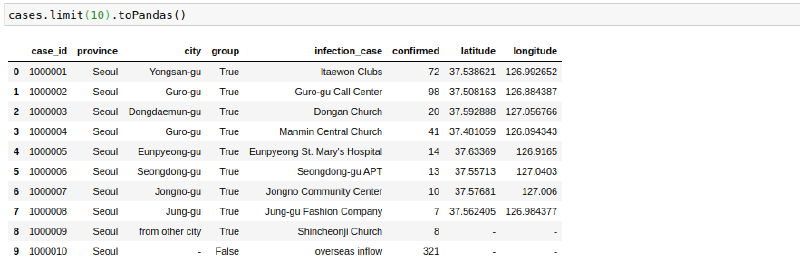 cases.limit(10).toPandas()
case_id province city group infection_case confirmed latitude longitude
0 1000001 Seoul Yongsan-gu True Itaewon Clubs 72 37.538621 126.992652
1 1000002 Seoul Guro-gu True Guro-gu Call Center 98 37.508163 126.884387
2 1000003 Seoul Dongdaemun-gu True Dongan Church 20 37.592888 127.056766
3 1000004 Seoul Guro-gu True Manmin Central Church 41 37.481059 126.894343
4 1000005 Seoul Eunpyeong-gu True Eunpyeong St. Mary's Hospital 14 37.63369 126.9165
5 1000006 Seoul Seongdong-gu True Seongdong-gu APT 13 37.55713 127.0403
6 1000007 Seoul Jongno-gu True Jongno Community Center 10 37.57681 127.006
7 1000008 Seoul Jung-gu True Jung-gu Fashion Company 7 37.562405 126.984377
8 1000009 Seoul from other city True Shincheonji Church 8 - -
9 1000010 Seoul - False overseas inflow 321 - -